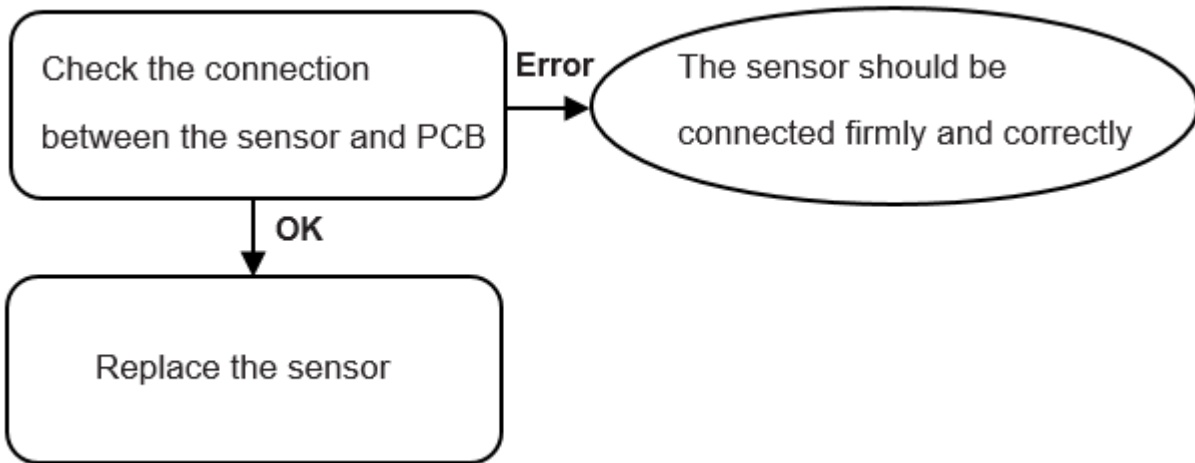 Check the connection
between the sensor and PCB
Error
The sensor should be
connected firmly and correctly
OK
Replace the sensor